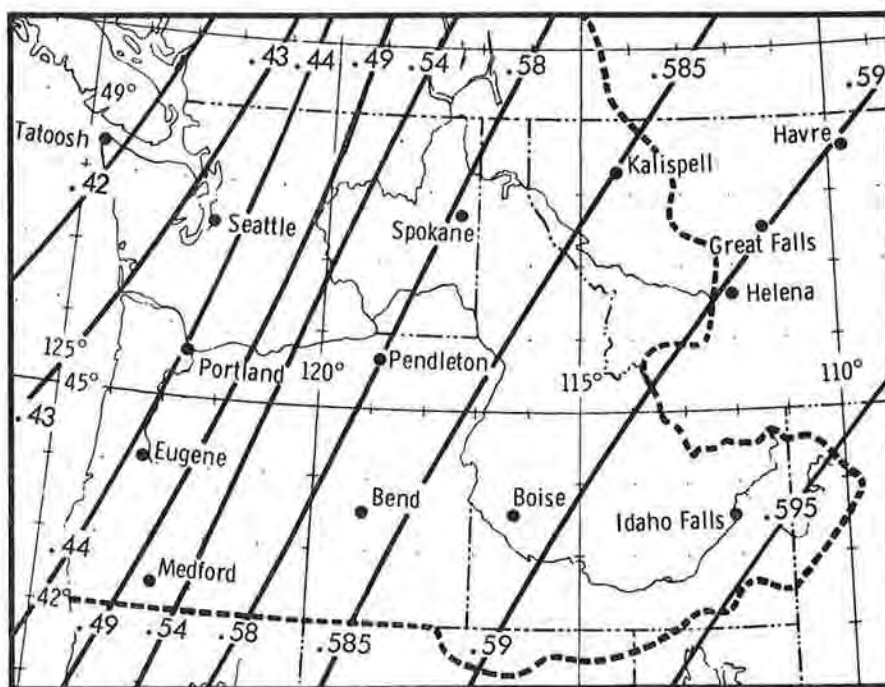 .43 .44 .49 .54 .58 .585 .59
49°
Tatoosh
Havre
Kalispell
.42
Seattle
Spokane
Great Falls
Helena
125°
Portland
120°
Pendleton
115°
110°
45°
.43
Eugene
Bend
Boise
Idaho Falls
.595
.44
Medford
42°
.49 .54 .58 .585 .59